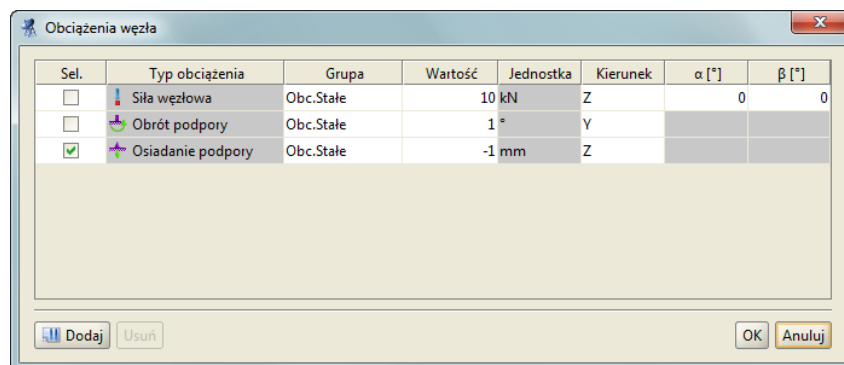 Obciążenia węzła
Sel. Typ obciążenia Grupa Wartość Jednostka Kierunek α [°] β [°]
Siła węzłowa Obc.Stałe 10 kN Z 0 0
Obrót podpory Obc.Stałe 1 ° Y
Osiadanie podpory Obc.Stałe -1 mm Z
Dodaj Usuń OK Anuluj